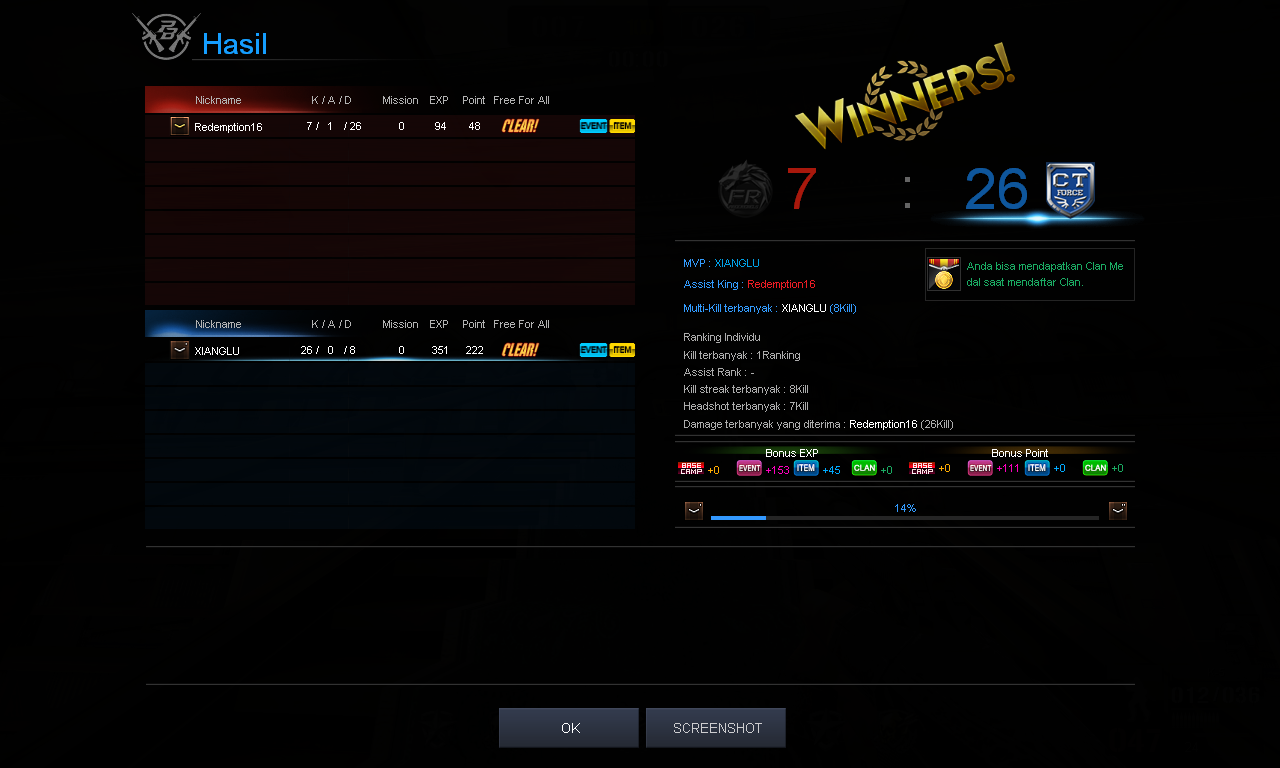 PB
Hasil
WINNERS!
Nickname K / A / D Mission EXP Point Free For All
Redemption16 7 / 1 / 26 0 94 48 CLEAR! EVENT ITEM
FR 7 : 26 CT FORCE
MVP : XIANGLU
Assist King : Redemption16
Multi-Kill terbanyak : XIANGLU (8Kill)
Anda bisa mendapatkan Clan Me
dal saat mendaftar Clan.
Nickname K / A / D Mission EXP Point Free For All
XIANGLU 26 / 0 / 8 0 351 222 CLEAR! EVENT ITEM
Ranking Individu
Kill terbanyak : 1Ranking
Assist Rank : -
Kill streak terbanyak : 8Kill
Headshot terbanyak : 7Kill
Damage terbanyak yang diterima : Redemption16 (26Kill)
Bonus EXP Bonus Point
BASE CAMP +0 EVENT +153 ITEM +45 CLAN +0 BASE CAMP +0 EVENT +111 ITEM +0 CLAN +0
14%
OK SCREENSHOT